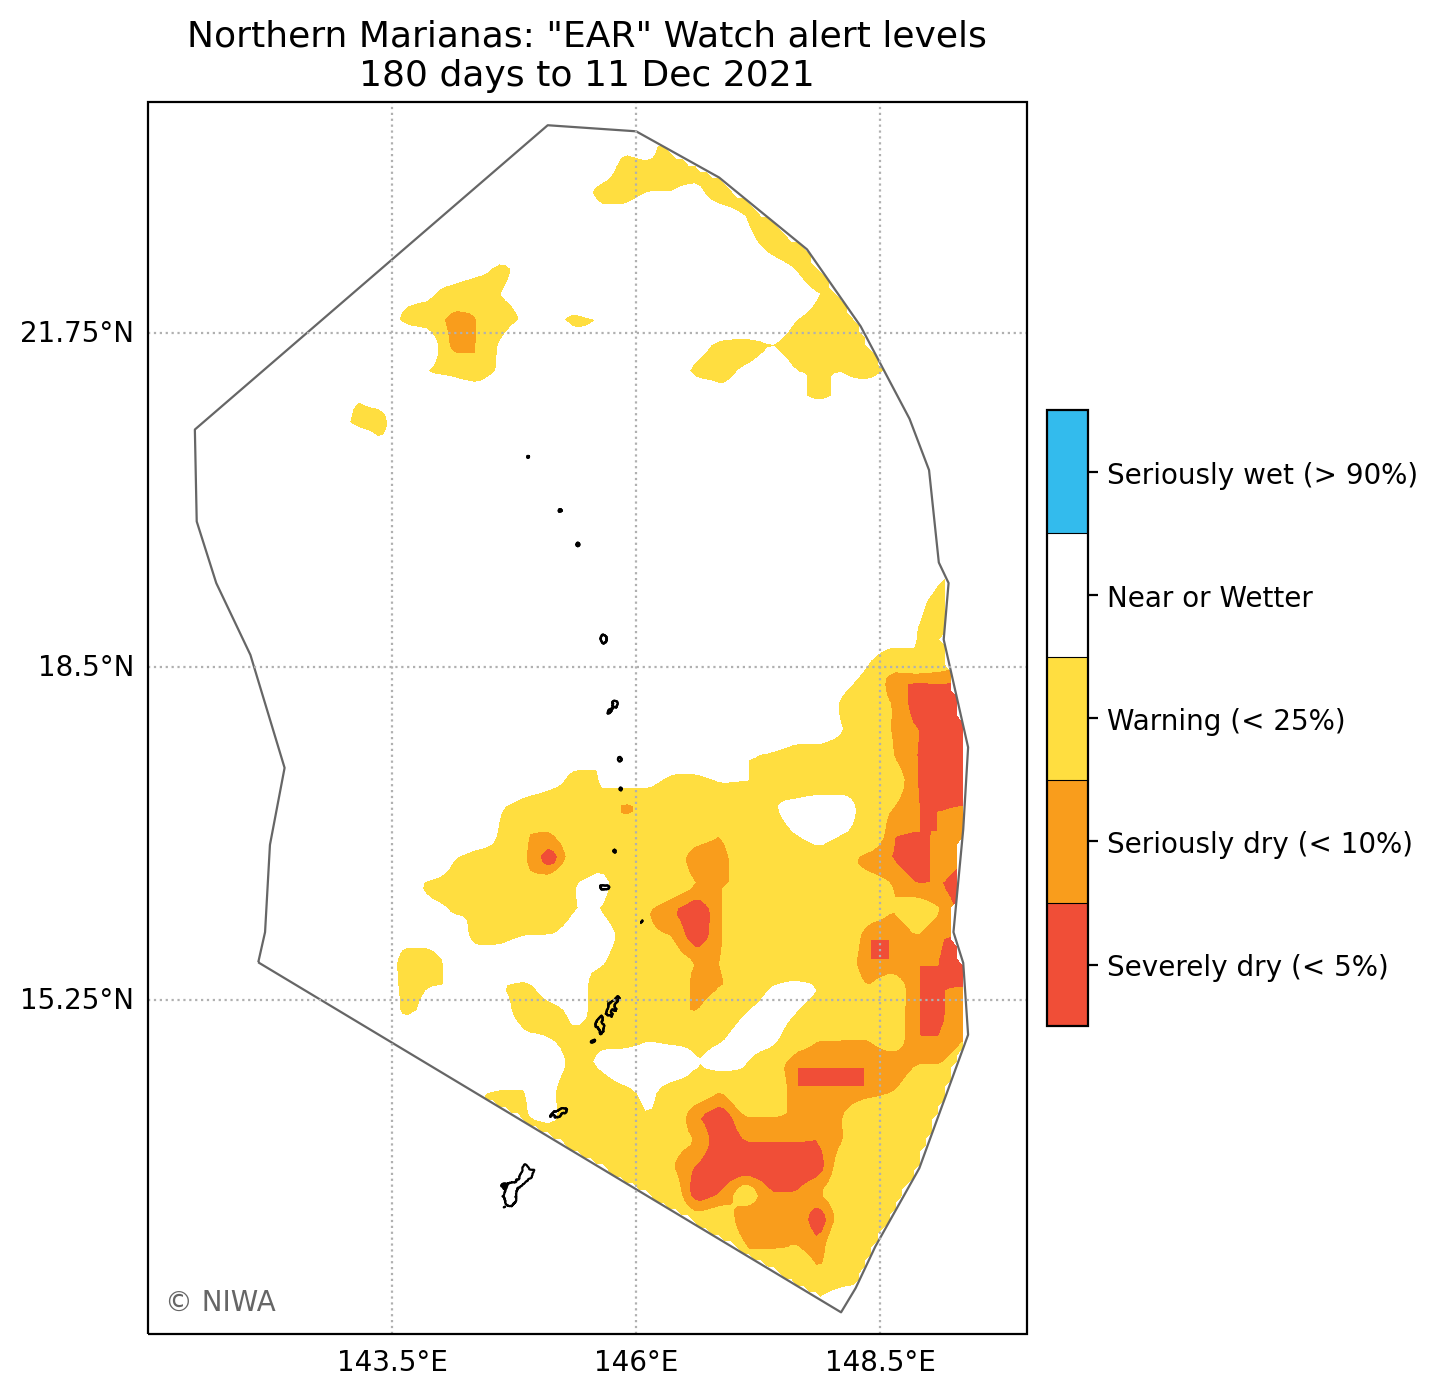 Northern Marianas: "EAR" Watch alert levels
180 days to 11 Dec 2021
21.75°N
18.5°N
15.25°N
143.5°E
146°E
148.5°E
Seriously wet (> 90%)
Near or Wetter
Warning (< 25%)
Seriously dry (< 10%)
Severely dry (< 5%)
© NIWA